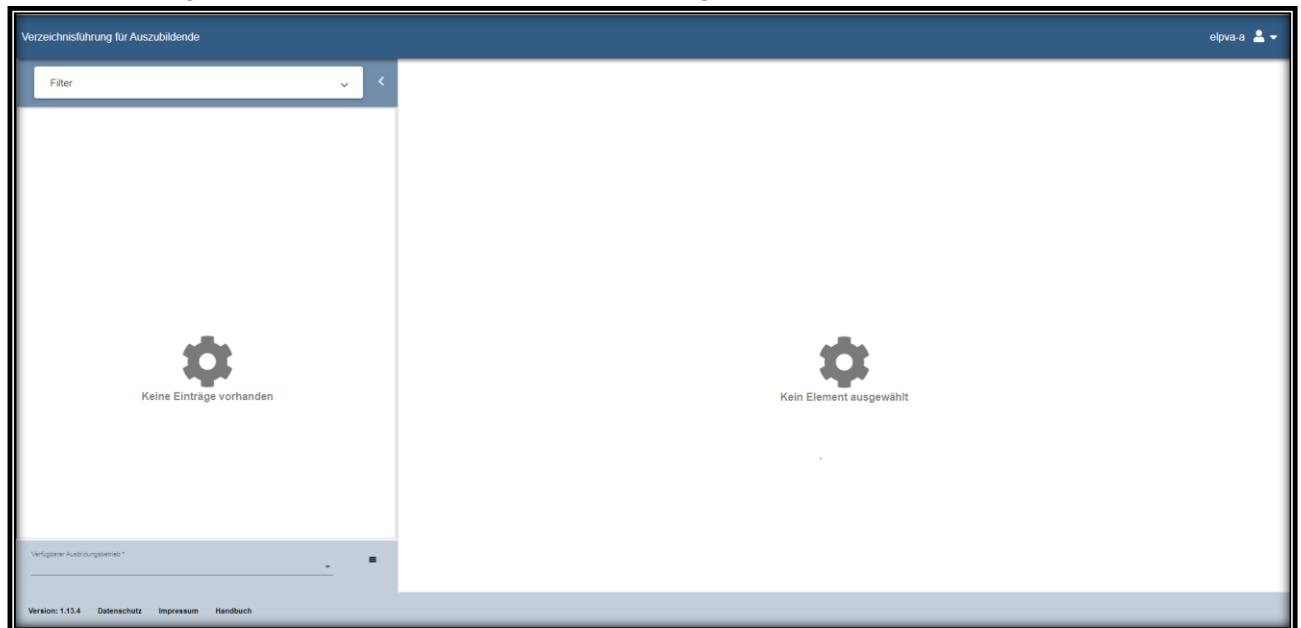 Verzeichnisführung für Auszubildende
elpva-a
Filter
Keine Einträge vorhanden
Kein Element ausgewählt
Verfügbarer Ausbildungsbetrieb *
Version: 1.13.4 Datenschutz Impressum Handbuch